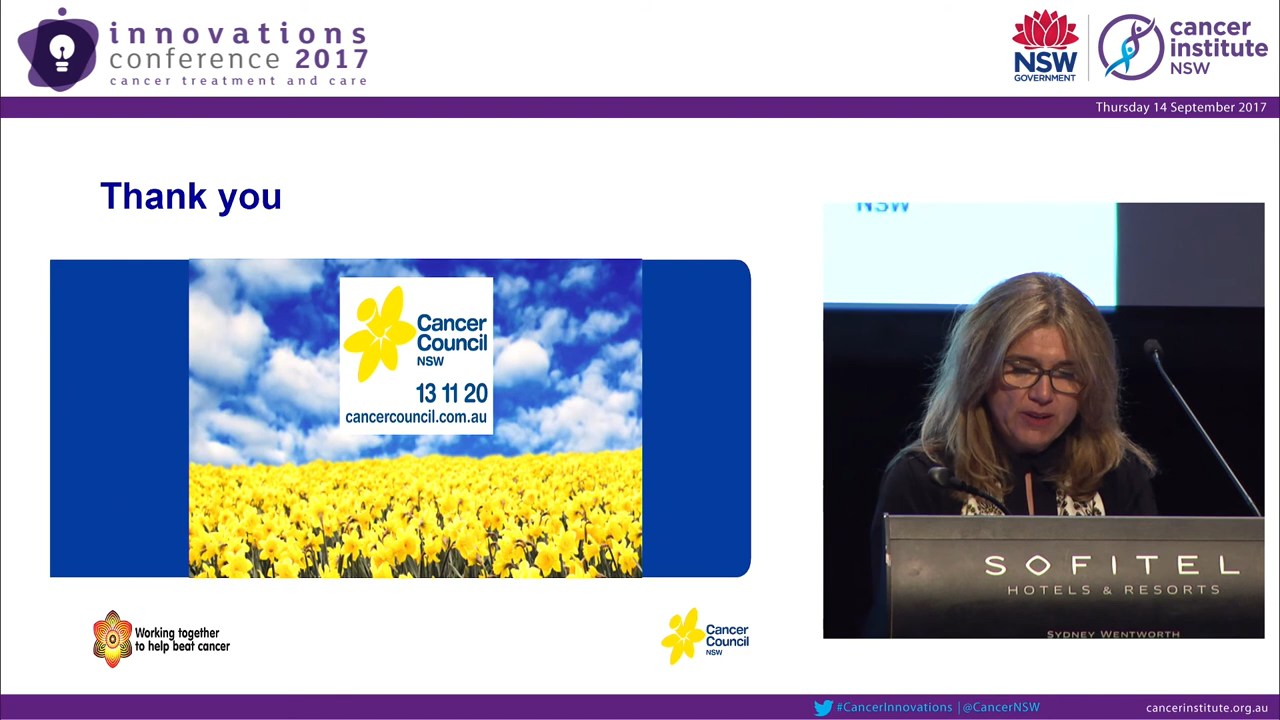 innovations
conference 2017
cancer treatment and care
NSW
GOVERNMENT
cancer
institute
NSW
Thursday 14 September 2017
Thank you
Cancer
Council
NSW
13 11 20
cancercouncil.com.au
Working together
to help beat cancer
Cancer
Council
NSW
NSW
SOFITEL
HOTELS & RESORTS
SYDNEY WENTWORTH
#CancerInnovations | @CancerNSW
cancerinstitute.org.au